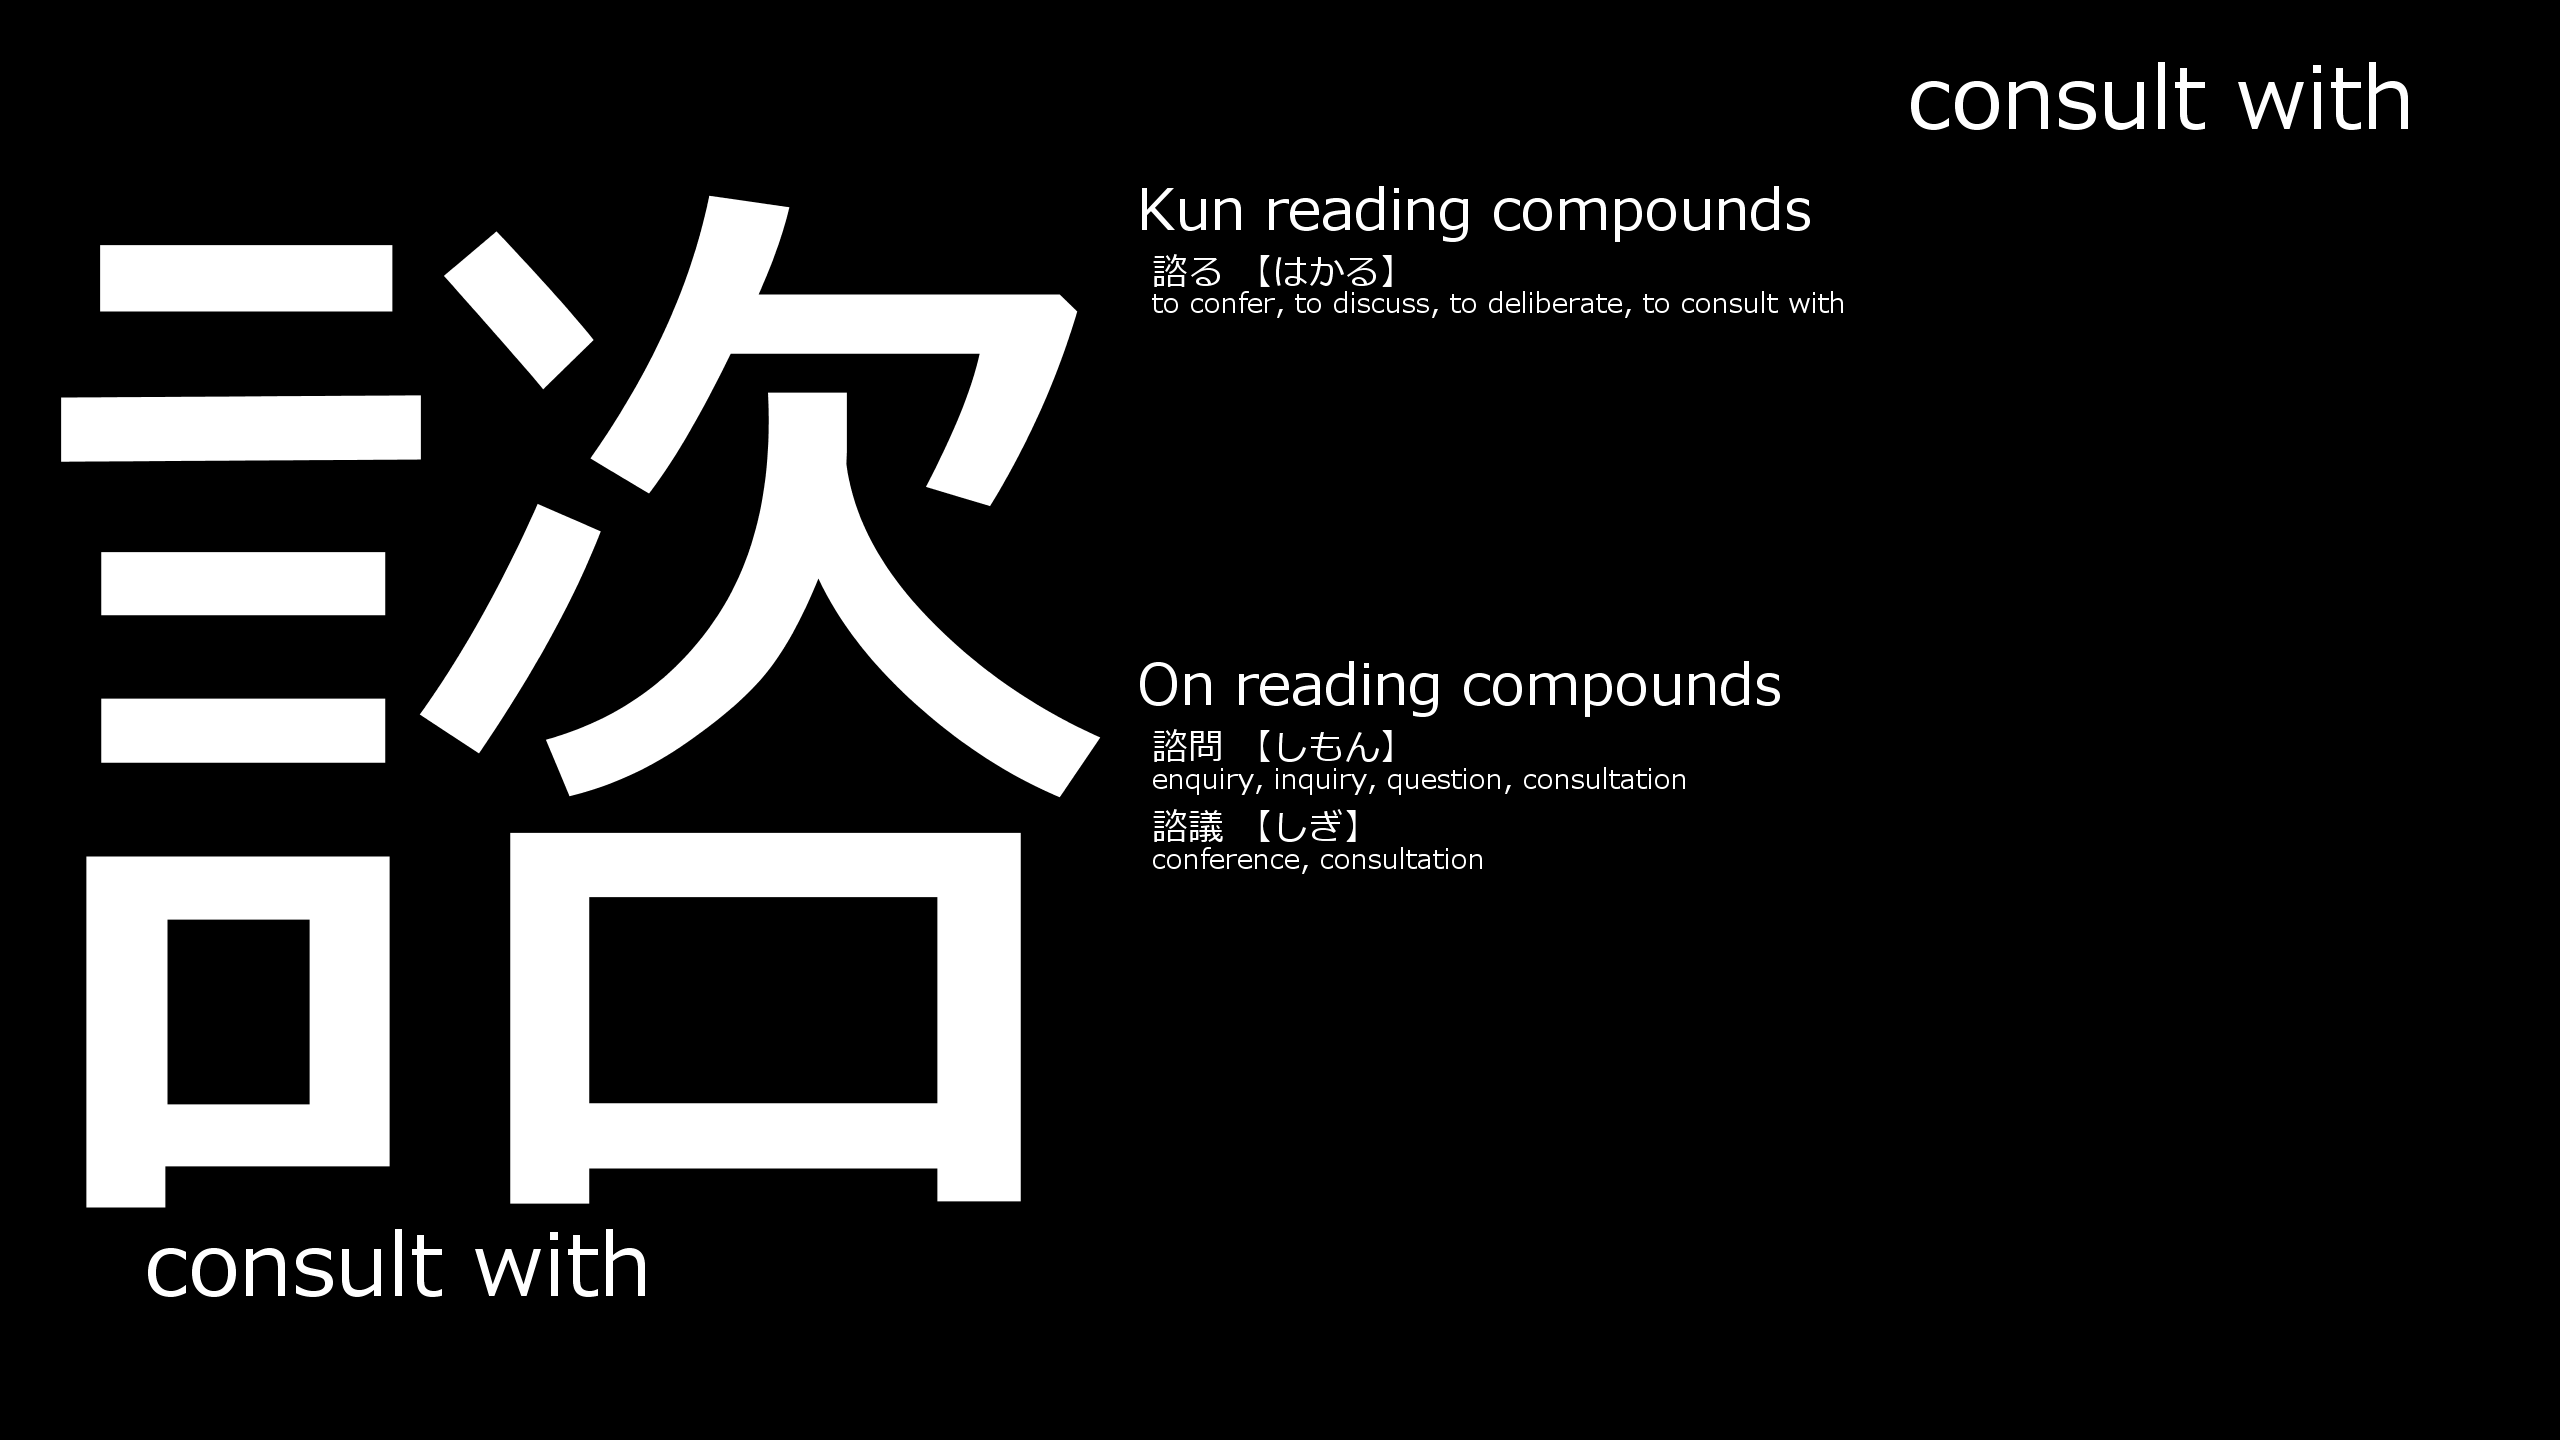 consult with
諮
Kun reading compounds
諮る 【はかる】
to confer, to discuss, to deliberate, to consult with
On reading compounds
諮問 【しもん】
enquiry, inquiry, question, consultation
諮議 【しぎ】
conference, consultation
consult with